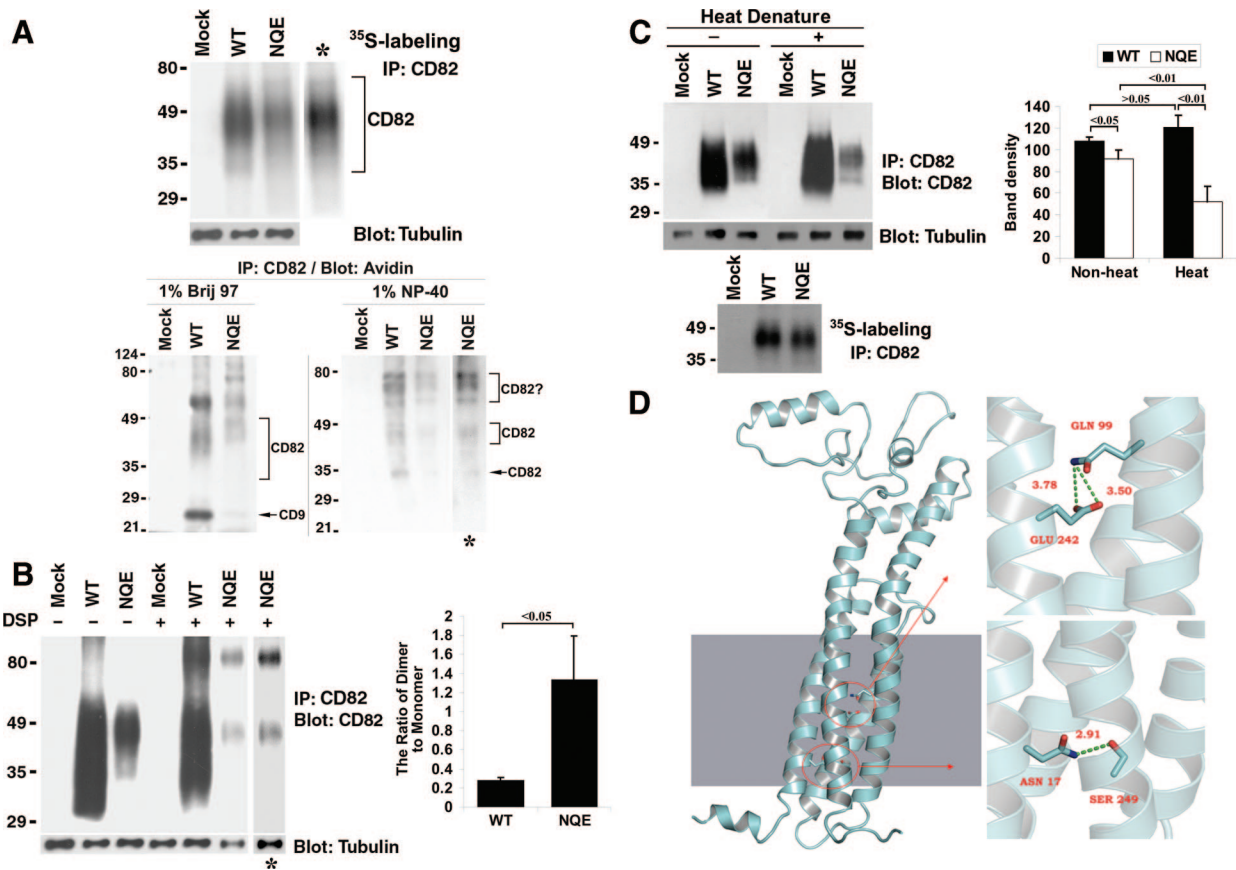 A
Mock
WT
NQE
*
³⁵S-labeling
IP: CD82
80
49
35
29
CD82
Blot: Tubulin
IP: CD82 / Blot: Avidin
1% Brij 97
1% NP-40
Mock
WT
NQE
Mock
WT
NQE
NQE
124
80
49
35
29
21
CD82
CD9
80
49
35
29
21
CD82?
CD82
CD82
*
B
Mock
WT
NQE
Mock
WT
NQE
NQE
DSP - - - + + + +
80
49
35
29
IP: CD82
Blot: CD82
Blot: Tubulin
*
The Ratio of Dimer
to Monomer
2
1.8
1.6
1.4
1.2
1
0.8
0.6
0.4
0.2
0
<0.05
WT
NQE
C
Heat Denature
- +
Mock
WT
NQE
Mock
WT
NQE
49
35
29
IP: CD82
Blot: CD82
Blot: Tubulin
Mock
WT
NQE
49
35
³⁵S-labeling
IP: CD82
WT NQE
<0.01
>0.05
<0.01
<0.05
Band density
140
120
100
80
60
40
20
0
Non-heat
Heat
D
GLN 99
3.78
3.50
GLU 242
2.91
ASN 17
SER 249